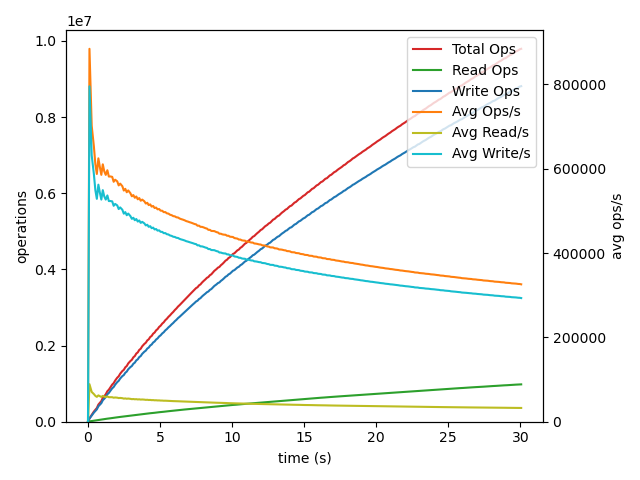 1e7
1.0
0.8
0.6
0.4
0.2
0.0
operations
0
5
10
15
20
25
30
time (s)
800000
600000
400000
200000
0
avg ops/s
Total Ops
Read Ops
Write Ops
Avg Ops/s
Avg Read/s
Avg Write/s